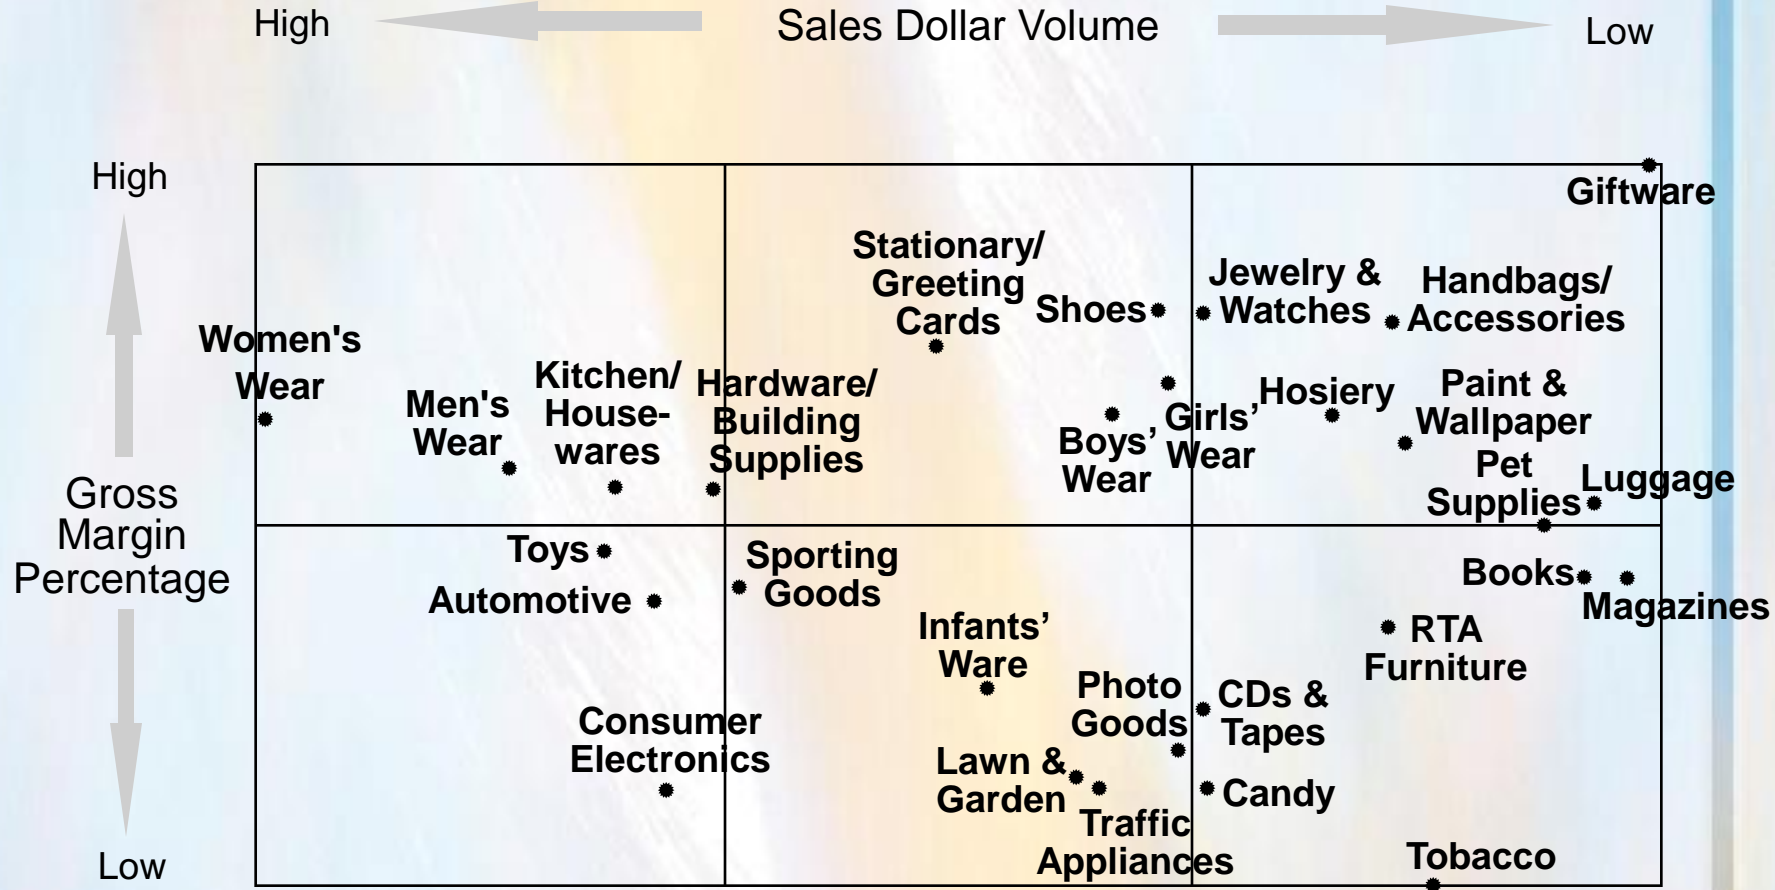 High
Sales Dollar Volume
Low
High
Giftware
Stationary/
Greeting
Cards
Shoes
Jewelry &
Watches
Handbags/
Accessories
Women's
Wear
Men's
Wear
Kitchen/
House-
wares
Hardware/
Building
Supplies
Boys’
Wear
Girls’
Wear
Hosiery
Paint &
Wallpaper
Pet
Supplies
Luggage
Gross
Margin
Percentage
Toys
Automotive
Sporting
Goods
Books
Magazines
Infants’
Ware
RTA
Furniture
Photo
Goods
CDs &
Tapes
Consumer
Electronics
Lawn &
Garden
Candy
Traffic
Appliances
Tobacco
Low